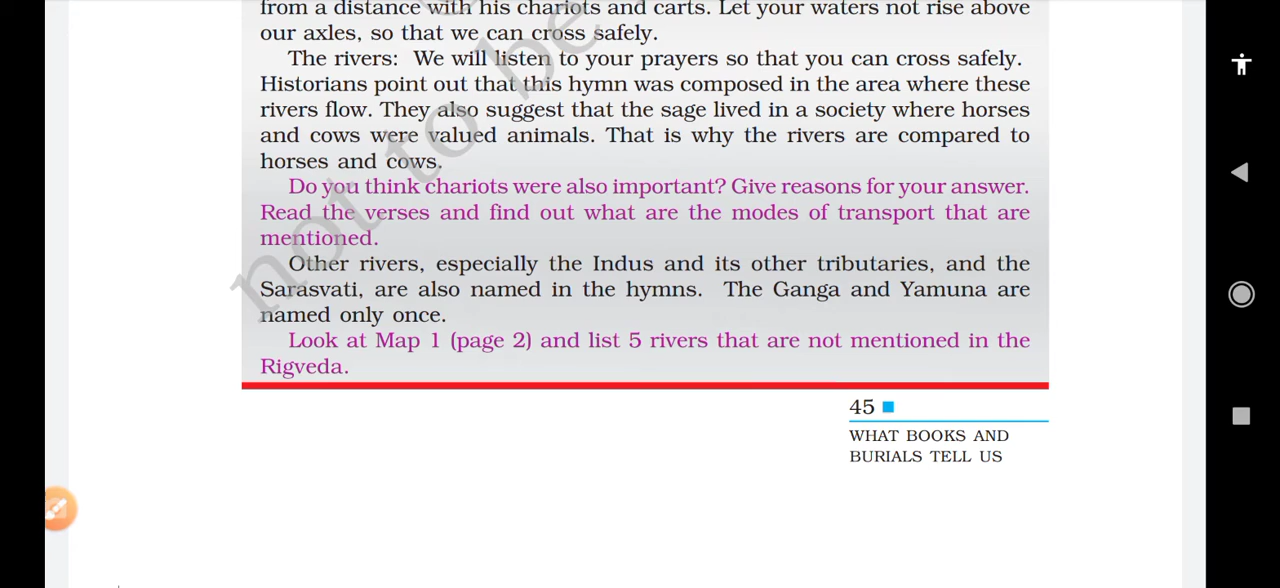 from a distance with his chariots and carts. Let your waters not rise above
our axles, so that we can cross safely.
The rivers: We will listen to your prayers so that you can cross safely.
Historians point out that this hymn was composed in the area where these
rivers flow. They also suggest that the sage lived in a society where horses
and cows were valued animals. That is why the rivers are compared to
horses and cows.
Do you think chariots were also important? Give reasons for your answer.
Read the verses and find out what are the modes of transport that are
mentioned.
Other rivers, especially the Indus and its other tributaries, and the
Sarasvati, are also named in the hymns. The Ganga and Yamuna are
named only once.
Look at Map 1 (page 2) and list 5 rivers that are not mentioned in the
Rigveda.
45
WHAT BOOKS AND
BURIALS TELL US
not to be